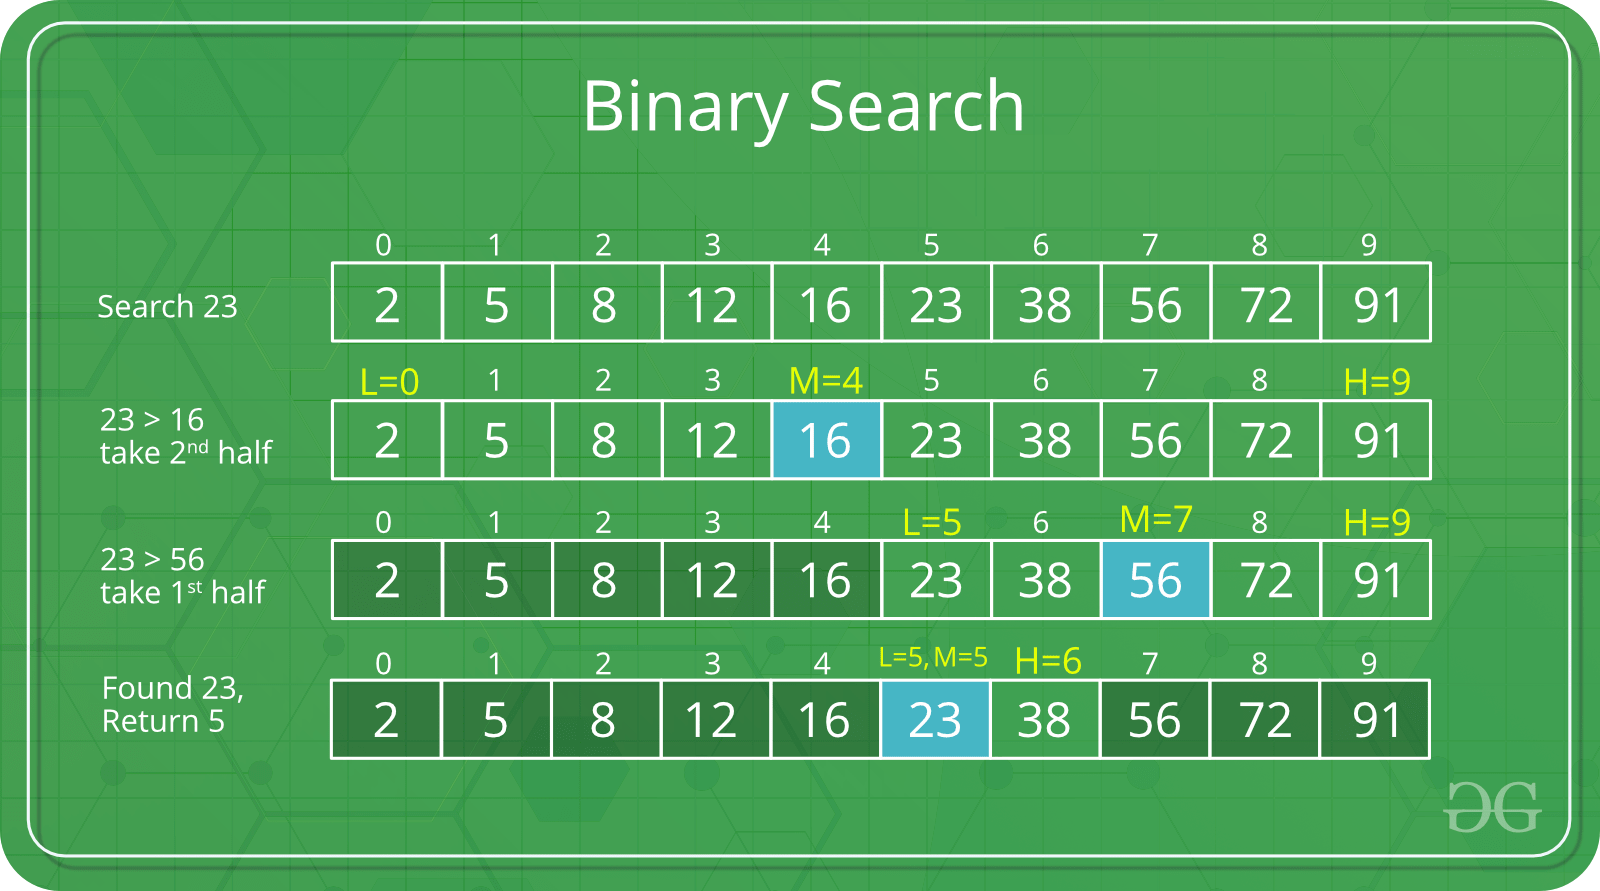 Binary Search
0 1 2 3 4 5 6 7 8 9
Search 23
2 5 8 12 16 23 38 56 72 91
L=0 1 2 3 M=4 5 6 7 8 H=9
23 > 16
take 2nd half
2 5 8 12 16 23 38 56 72 91
0 1 2 3 4 L=5 6 M=7 8 H=9
23 > 56
take 1st half
2 5 8 12 16 23 38 56 72 91
0 1 2 3 4 L=5, M=5 H=6 7 8 9
Found 23,
Return 5
2 5 8 12 16 23 38 56 72 91
GG